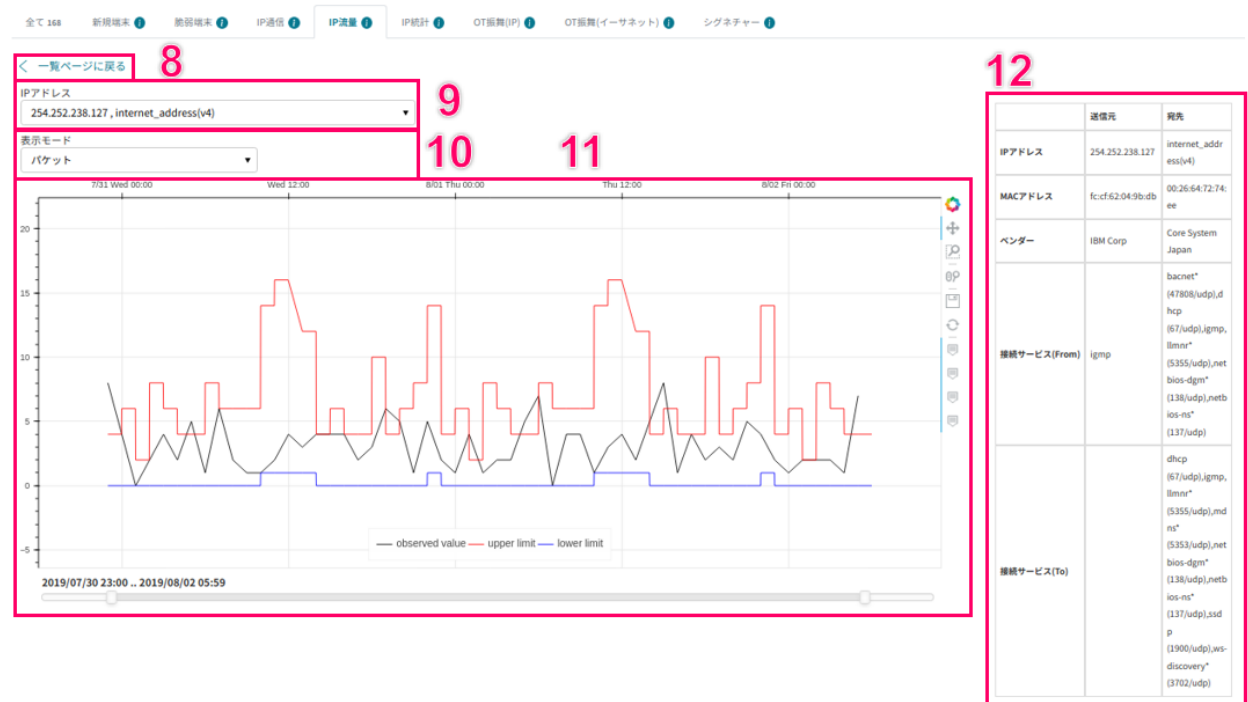 全て 168 新規端末 脆弱端末 IP通信 IP流量 IP統計 OT振舞(IP) OT振舞(イーサネット) シグネチャー
一覧ページに戻る
8
IPアドレス
254.252.238.127 , internet_address(v4)
9
表示モード
パケット
10
11
7/31 Wed 00:00 Wed 12:00 8/01 Thu 00:00 Thu 12:00 8/02 Fri 00:00
20
15
10
5
0
-5
observed value upper limit lower limit
2019/07/30 23:00 .. 2019/08/02 05:59
12
送信元 宛先
IPアドレス 254.252.238.127 internet_addr
ess(v4)
MACアドレス fc:cf:62:04:9b:db 00:26:64:72:74:
ee
ベンダー IBM Corp Core System
Japan
接続サービス(From) igmp
bacnet*
(47808/udp),d
hcp
(67/udp),igmp,
llmnr*
(5355/udp),net
bios-dgm*
(138/udp),netb
ios-ns*
(137/udp)
接続サービス(To)
dhcp
(67/udp),igmp,
llmnr*
(5355/udp),md
ns*
(5353/udp),net
bios-dgm*
(138/udp),netb
ios-ns*
(137/udp),ssd
p
(1900/udp),ws-
discovery*
(3702/udp)